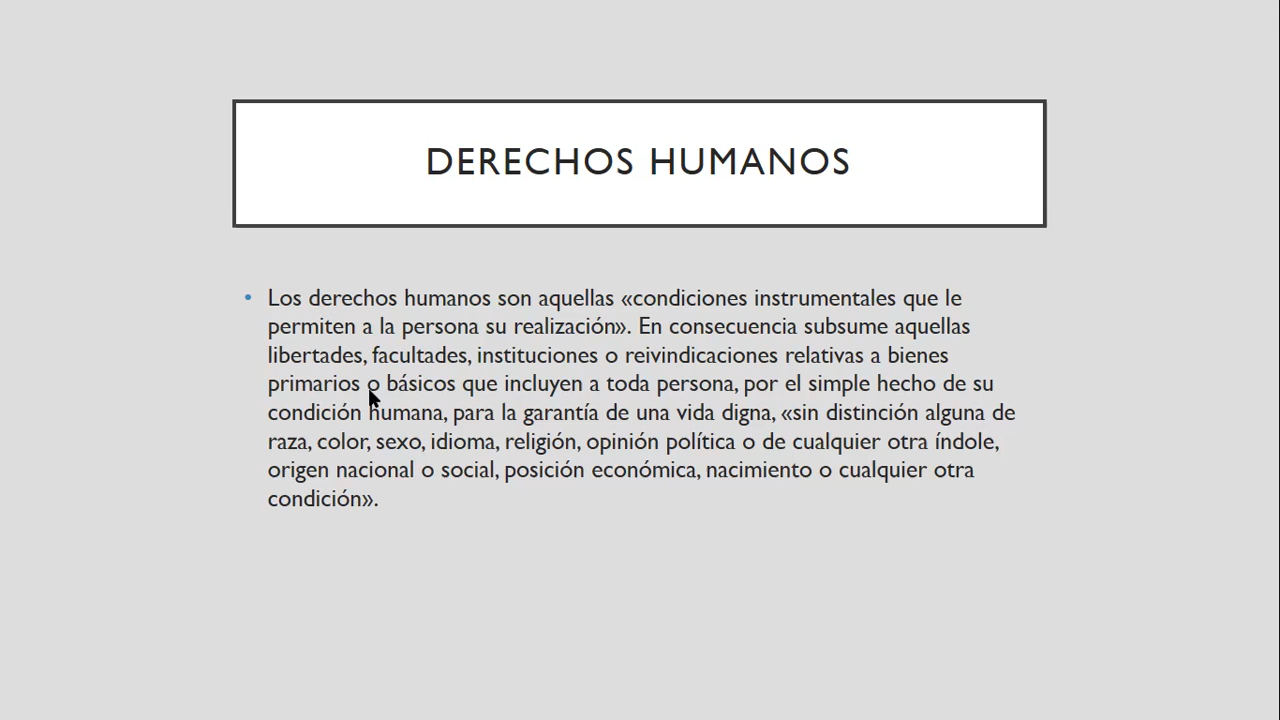 DERECHOS HUMANOS
• Los derechos humanos son aquellas «condiciones instrumentales que le
permiten a la persona su realización». En consecuencia subsume aquellas
libertades, facultades, instituciones o reivindicaciones relativas a bienes
primarios o básicos que incluyen a toda persona, por el simple hecho de su
condición humana, para la garantía de una vida digna, «sin distinción alguna de
raza, color, sexo, idioma, religión, opinión política o de cualquier otra índole,
origen nacional o social, posición económica, nacimiento o cualquier otra
condición».